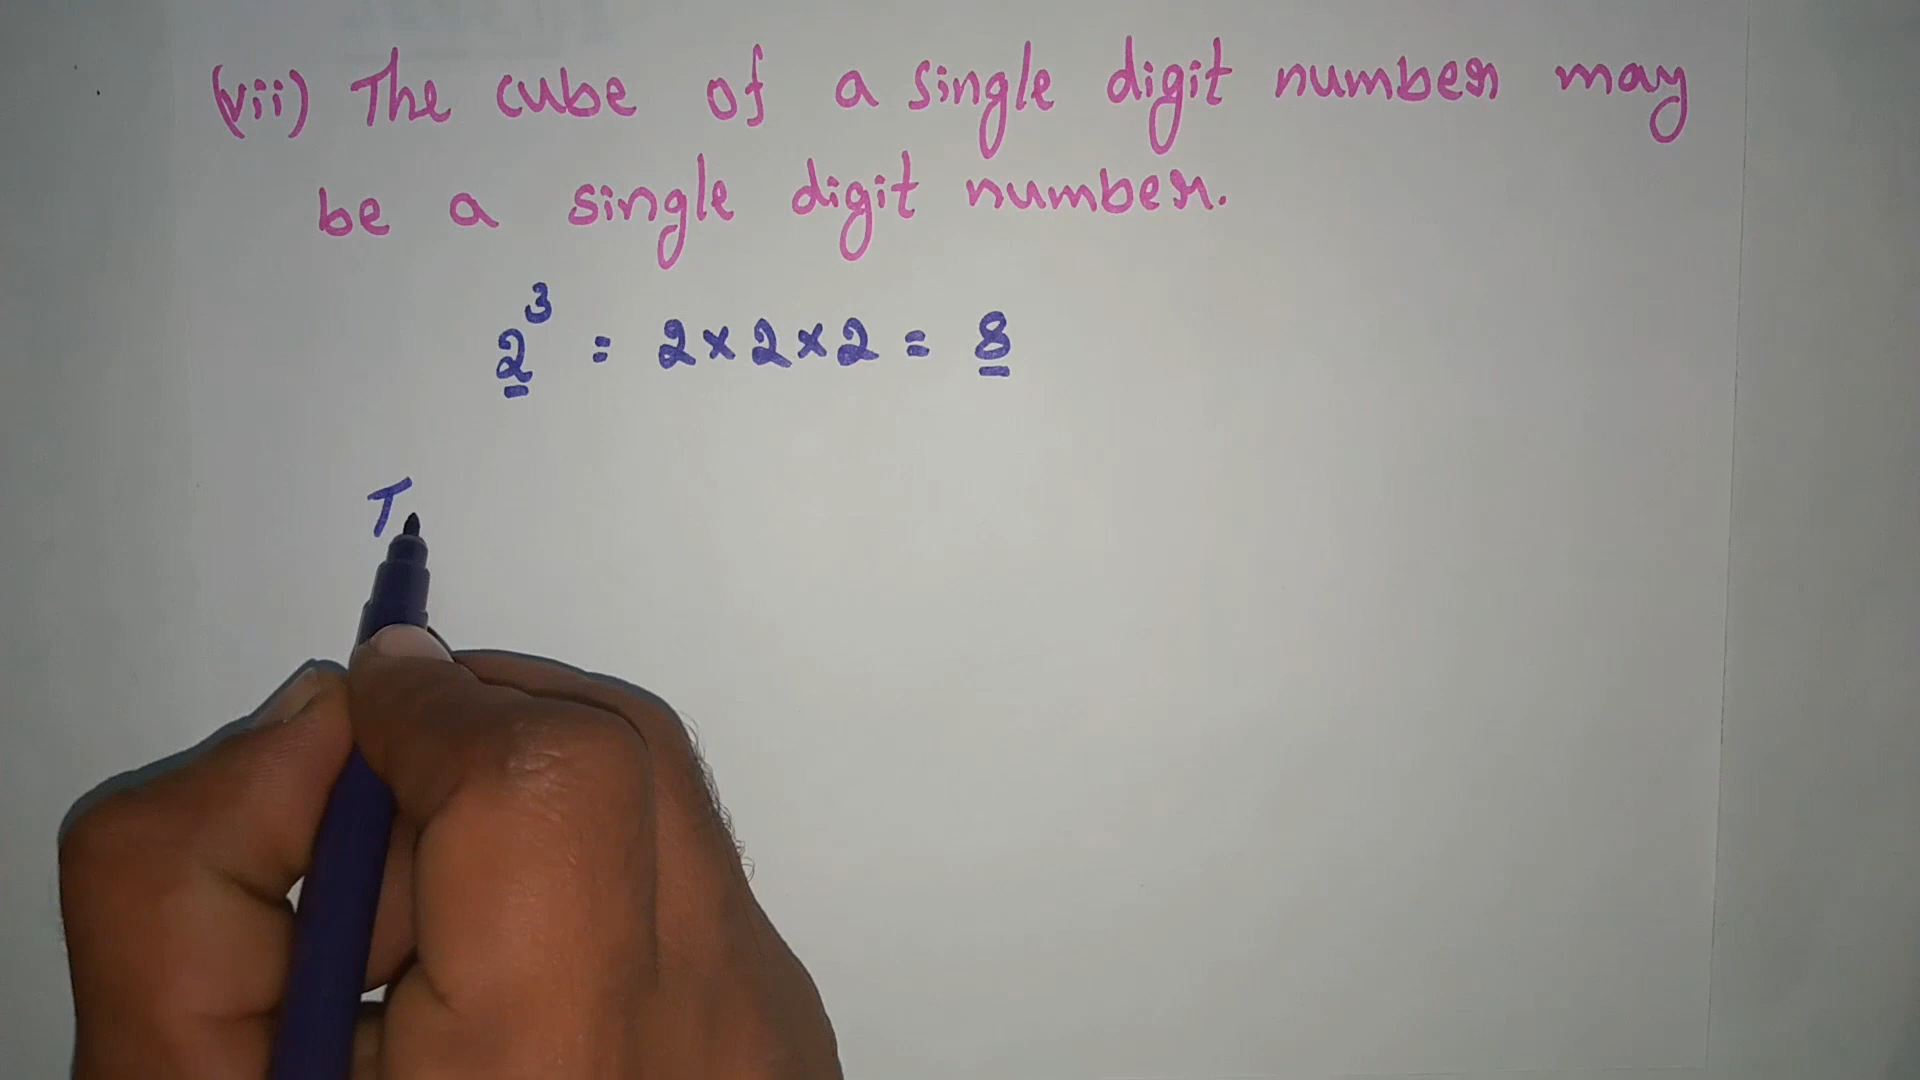 (vii) The cube of a single digit number may
be a single digit number.
2³ = 2×2×2 = 8
T